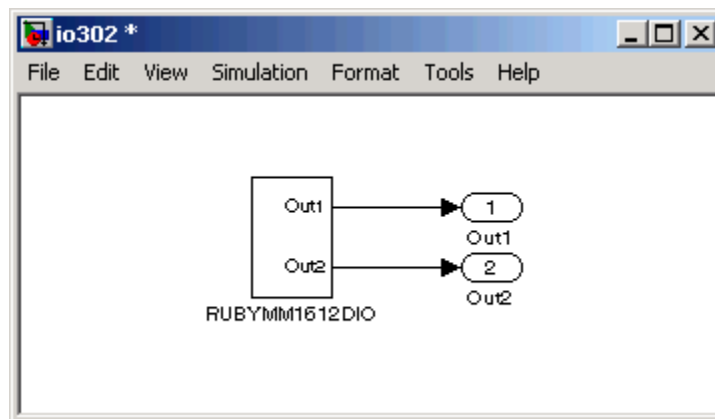 io302 *
File Edit View Simulation Format Tools Help
Out1
1
Out1
Out2
2
Out2
RUBYMM1612DIO